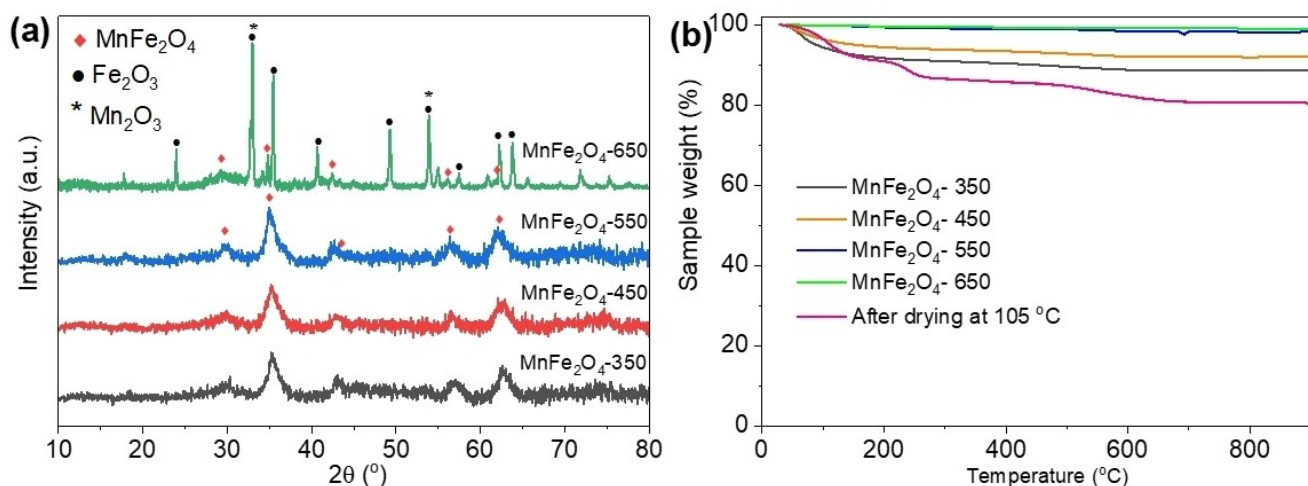 (a)
♦ MnFe₂O₄
● Fe₂O₃
* Mn₂O₃
MnFe₂O₄-650
MnFe₂O₄-550
MnFe₂O₄-450
MnFe₂O₄-350
Intensity (a.u.)
10 20 30 40 50 60 70 80
2θ (°)
(b)
100
80
60
40
20
0
Sample weight (%)
MnFe₂O₄- 350
MnFe₂O₄- 450
MnFe₂O₄- 550
MnFe₂O₄- 650
After drying at 105 °C
0 200 400 600 800
Temperature (°C)